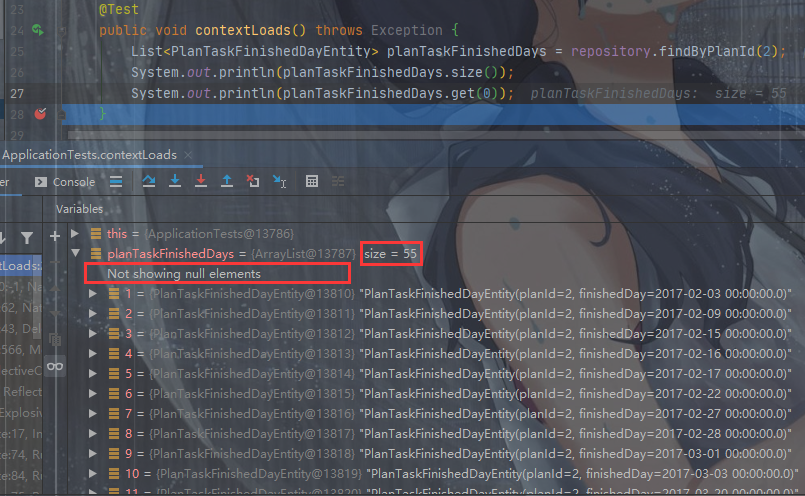 23 @Test
24 public void contextLoads() throws Exception {
25 List<PlanTaskFinishedDayEntity> planTaskFinishedDays = repository.findByPlanId(2);
26 System.out.println(planTaskFinishedDays.size());
27 System.out.println(planTaskFinishedDays.get(0)); planTaskFinishedDays: size = 55
28 }
29
ApplicationTests.contextLoads ×
er Console
Variables
this = {ApplicationTests@13786}
planTaskFinishedDays = {ArrayList@13787} size = 55
tLoads:
Not showing null elements
0:-1, Na
1 = {PlanTaskFinishedDayEntity@13810} "PlanTaskFinishedDayEntity(planId=2, finishedDay=2017-02-03 00:00:00.0)"
:62, Nat
2 = {PlanTaskFinishedDayEntity@13811} "PlanTaskFinishedDayEntity(planId=2, finishedDay=2017-02-09 00:00:00.0)"
:43, Del
3 = {PlanTaskFinishedDayEntity@13812} "PlanTaskFinishedDayEntity(planId=2, finishedDay=2017-02-15 00:00:00.0)"
:566, M
4 = {PlanTaskFinishedDayEntity@13813} "PlanTaskFinishedDayEntity(planId=2, finishedDay=2017-02-16 00:00:00.0)"
ectiveC
5 = {PlanTaskFinishedDayEntity@13814} "PlanTaskFinishedDayEntity(planId=2, finishedDay=2017-02-17 00:00:00.0)"
, Reflect
6 = {PlanTaskFinishedDayEntity@13815} "PlanTaskFinishedDayEntity(planId=2, finishedDay=2017-02-22 00:00:00.0)"
Explosiv
7 = {PlanTaskFinishedDayEntity@13816} "PlanTaskFinishedDayEntity(planId=2, finishedDay=2017-02-27 00:00:00.0)"
te:17, In
8 = {PlanTaskFinishedDayEntity@13817} "PlanTaskFinishedDayEntity(planId=2, finishedDay=2017-02-28 00:00:00.0)"
te:74, Ru
9 = {PlanTaskFinishedDayEntity@13818} "PlanTaskFinishedDayEntity(planId=2, finishedDay=2017-03-01 00:00:00.0)"
te:84, Ru
10 = {PlanTaskFinishedDayEntity@13819} "PlanTaskFinishedDayEntity(planId=2, finishedDay=2017-03-03 00:00:00.0)"